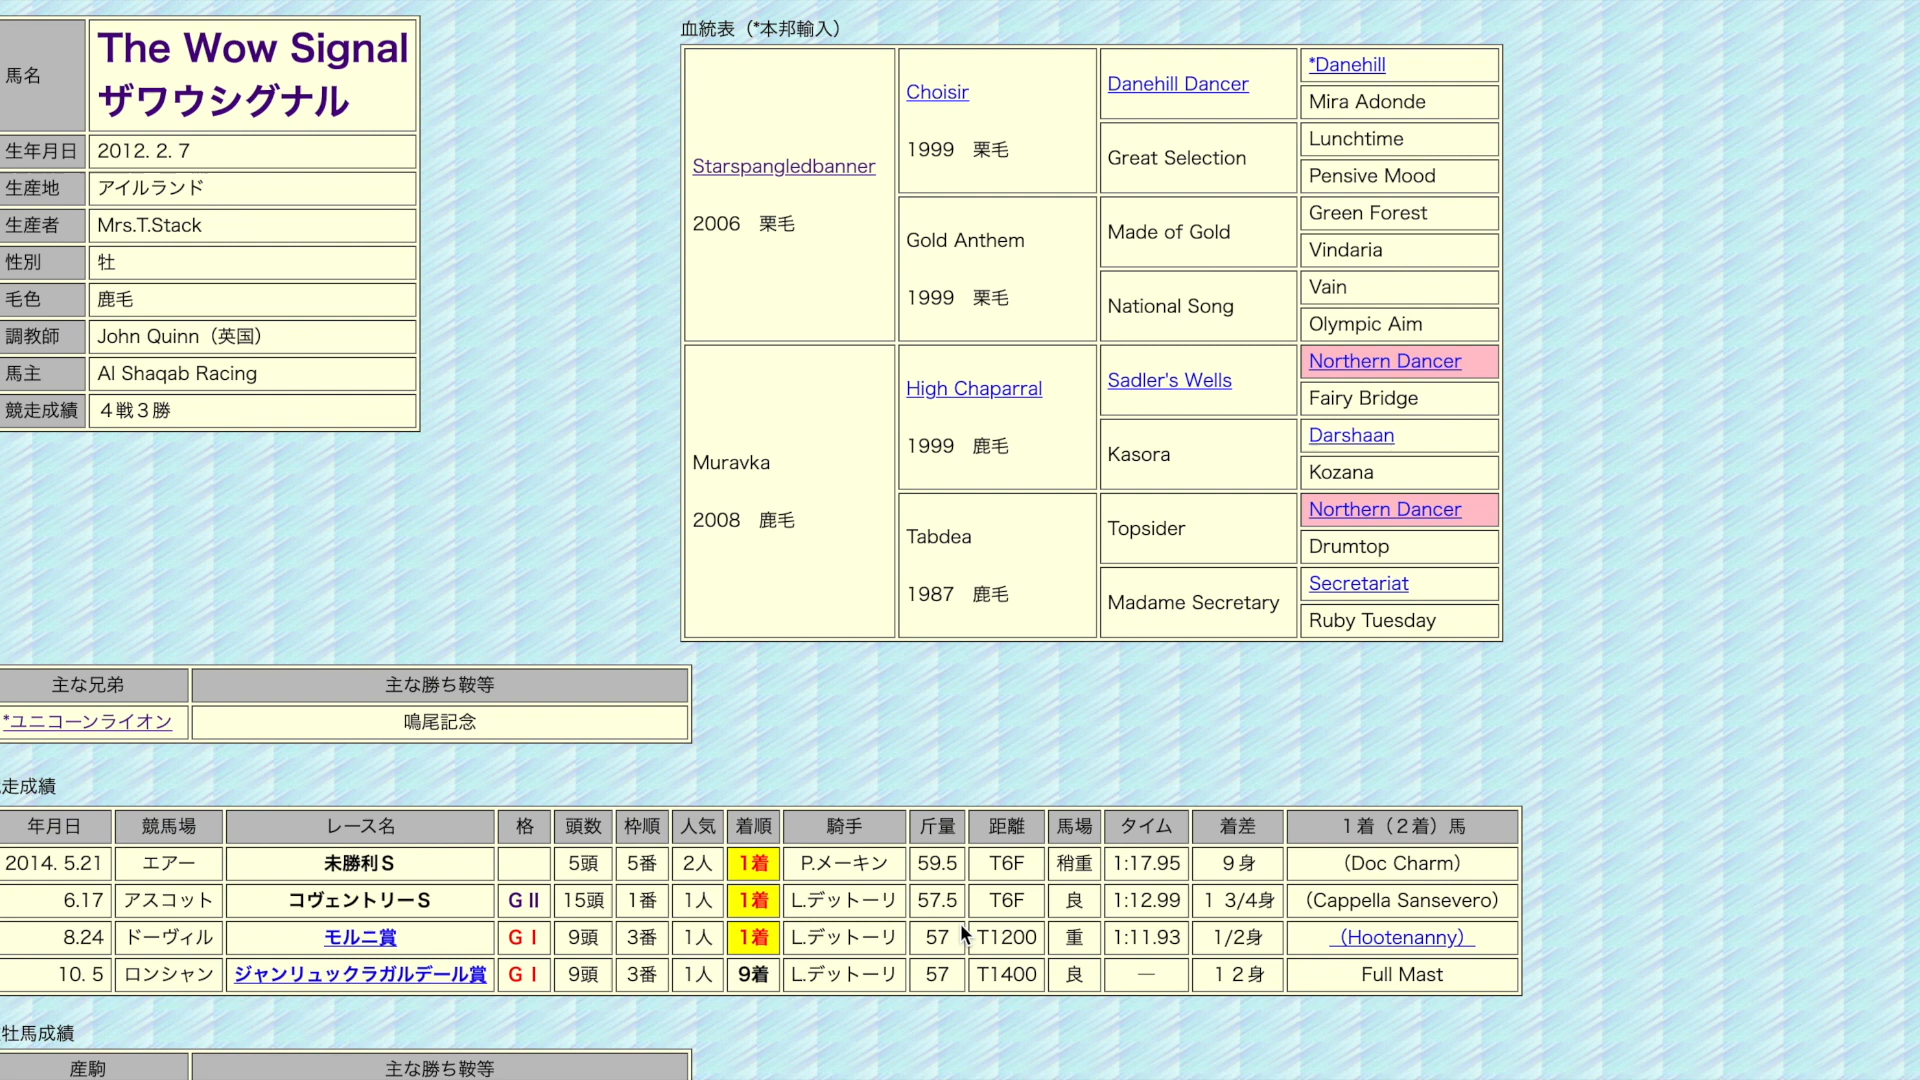 馬名 The Wow Signal
ザワウシグナル
生年月日 2012. 2. 7
生産地 アイルランド
生産者 Mrs.T.Stack
性別 牡
毛色 鹿毛
調教師 John Quinn（英国）
馬主 Al Shaqab Racing
競走成績 ４戦３勝
血統表（*本邦輸入）
Starspangledbanner
2006 栗毛
Choisir
1999 栗毛
Danehill Dancer
*Danehill
Mira Adonde
Great Selection
Lunchtime
Pensive Mood
Gold Anthem
1999 栗毛
Made of Gold
Green Forest
Vindaria
National Song
Vain
Olympic Aim
Muravka
2008 鹿毛
High Chaparral
1999 鹿毛
Sadler's Wells
Northern Dancer
Fairy Bridge
Kasora
Darshaan
Kozana
Tabdea
1987 鹿毛
Topsider
Northern Dancer
Drumtop
Madame Secretary
Secretariat
Ruby Tuesday
主な兄弟 主な勝ち鞍等
*ユニコーンライオン 鳴尾記念
走成績
年月日 競馬場 レース名 格 頭数 枠順 人気 着順 騎手 斤量 距離 馬場 タイム 着差 １着（２着）馬
2014. 5.21 エアー 未勝利Ｓ 5頭 5番 2人 1着 P.メーキン 59.5 T6F 稍重 1:17.95 ９身 （Doc Charm）
6.17 アスコット コヴェントリーＳ ＧⅡ 15頭 1番 1人 1着 L.デットーリ 57.5 T6F 良 1:12.99 １ 3/4身 （Cappella Sansevero）
8.24 ドーヴィル モルニ賞 ＧⅠ 9頭 3番 1人 1着 L.デットーリ 57 T1200 重 1:11.93 1/2身 （Hootenanny）
10. 5 ロンシャン ジャンリュックラガルデール賞 ＧⅠ 9頭 3番 1人 9着 L.デットーリ 57 T1400 良 ― １２身 Full Mast
牡馬成績
産駒 主な勝ち鞍等